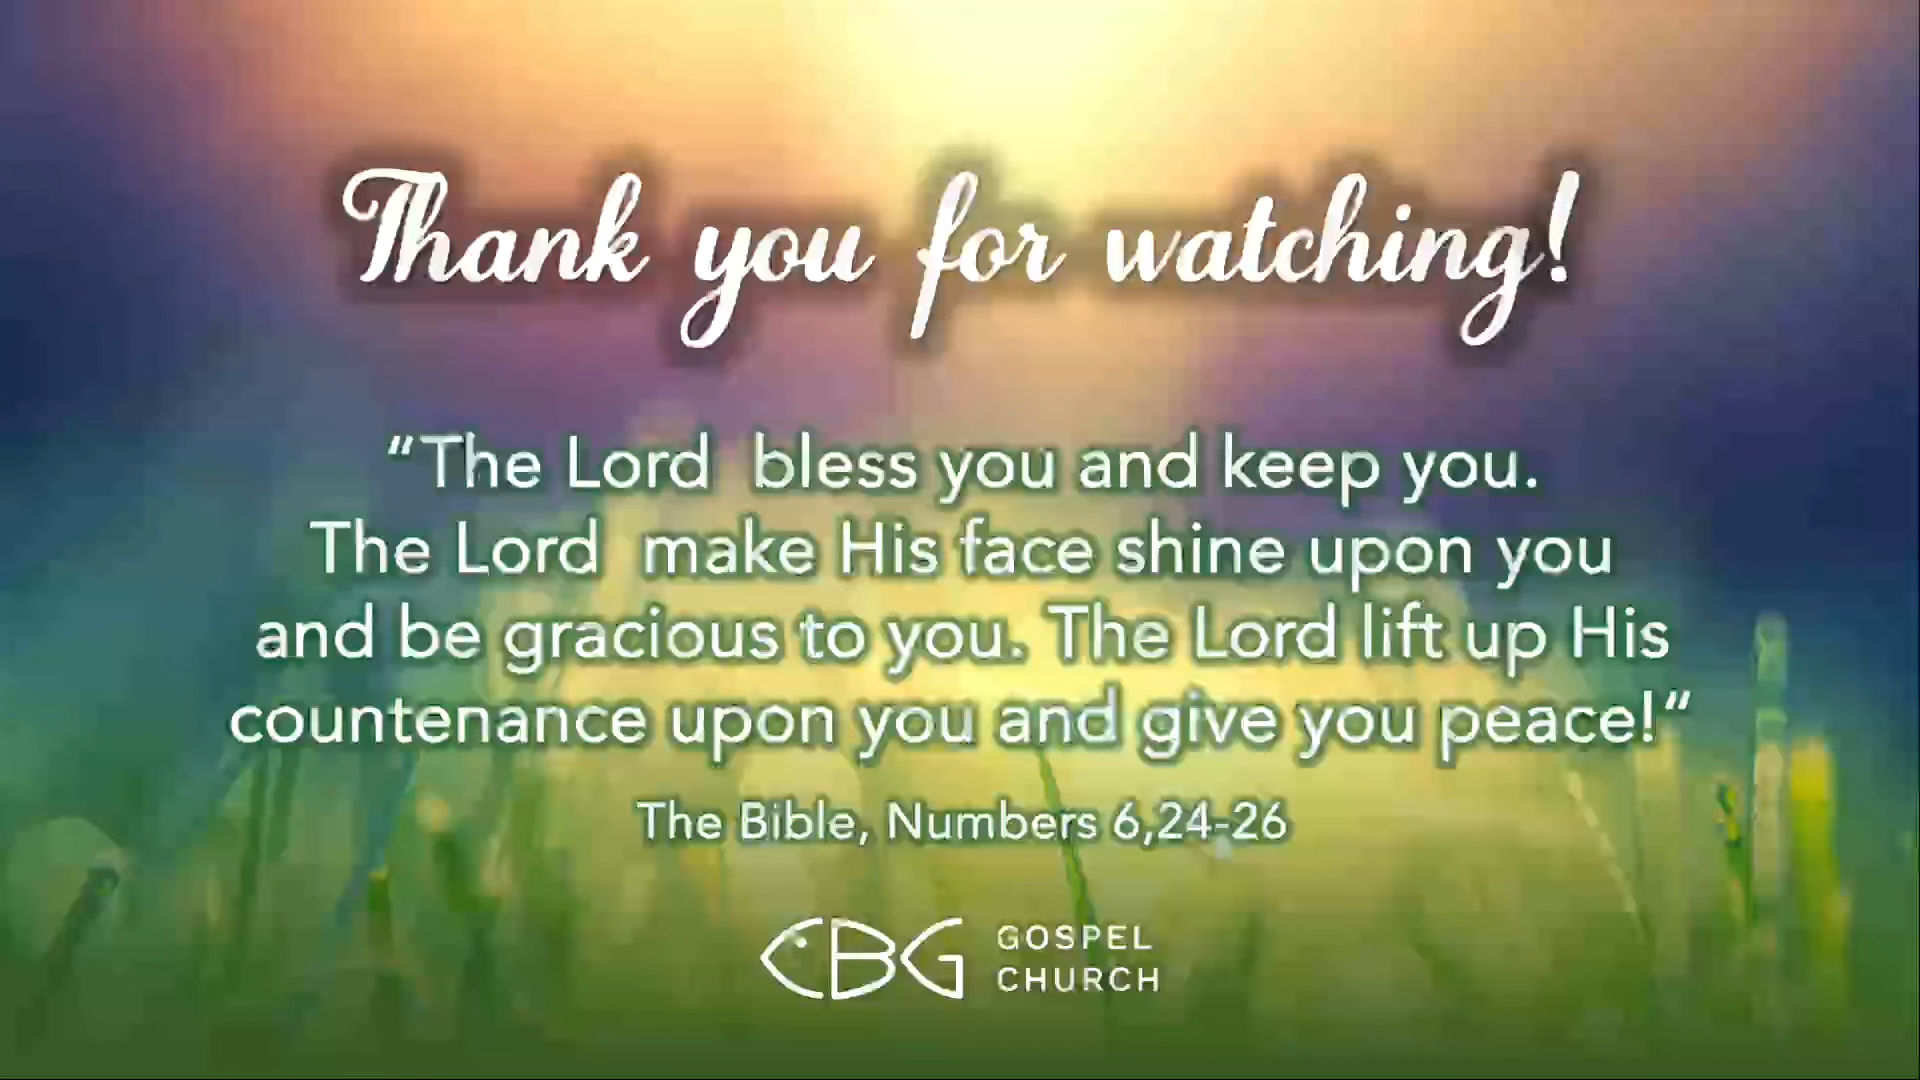 Thank you for watching!
“The Lord  bless you and keep you.
The Lord  make His face shine upon you
and be gracious to you. The Lord lift up His
countenance upon you and give you peace!“
The Bible, Numbers 6,24-26
CBG GOSPEL
CHURCH